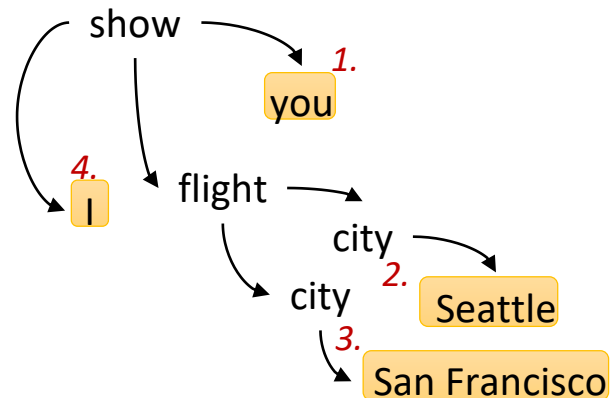 show
1.
you
4.
I
flight
city
2.
Seattle
city
3.
San Francisco